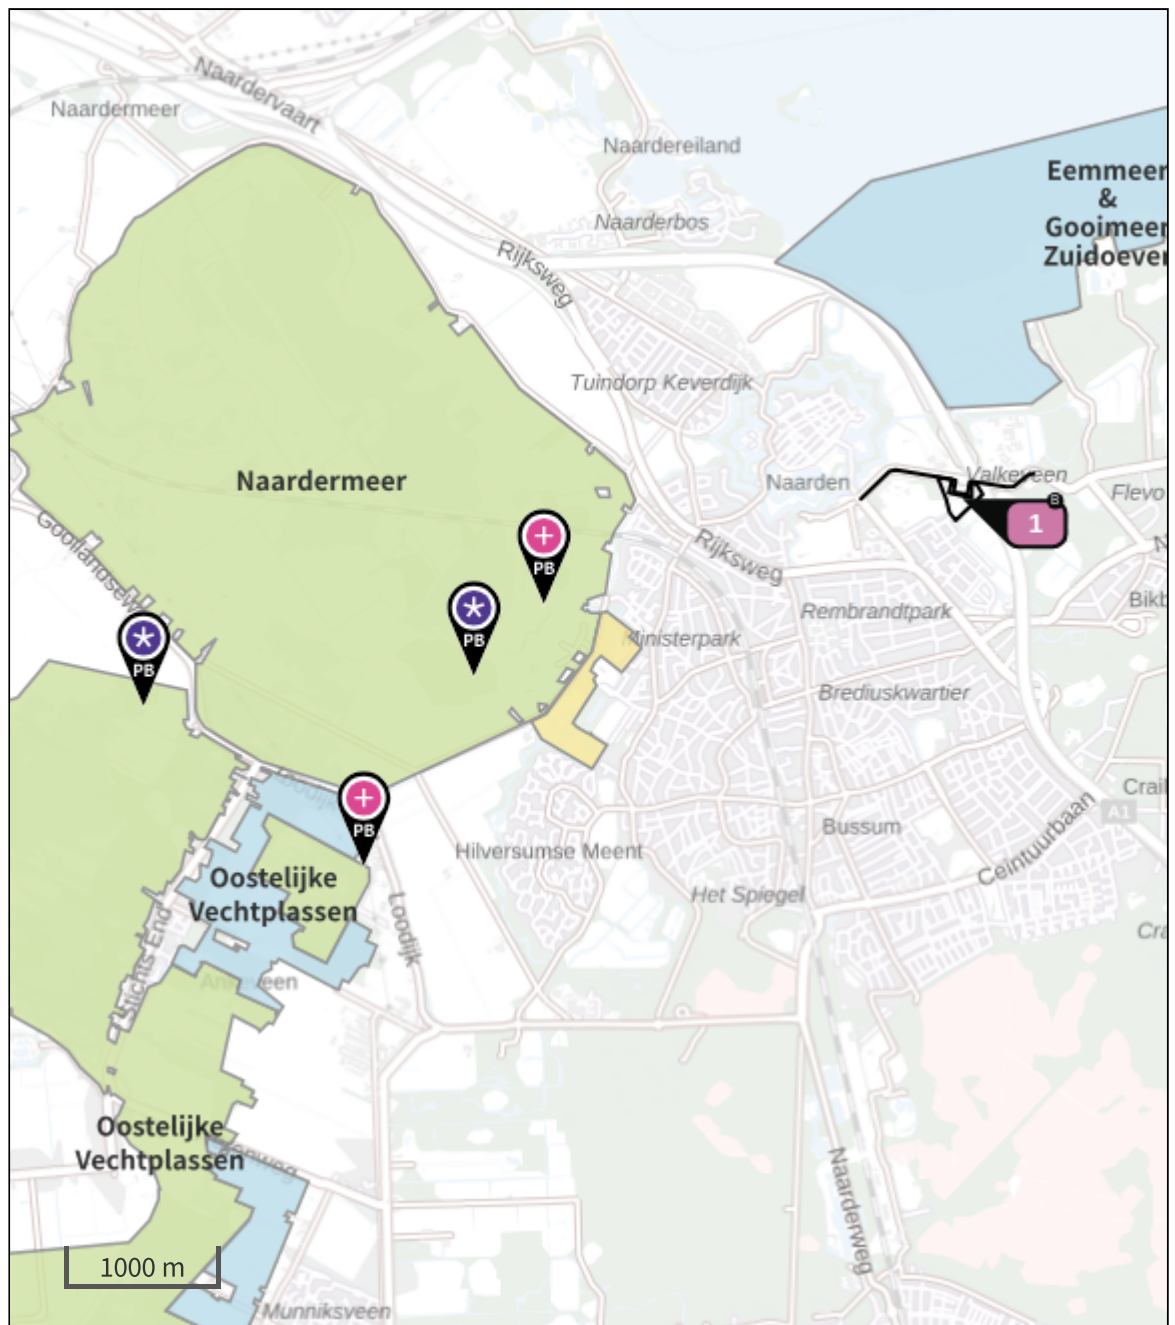 Naardervaart
Naardermeer
Naardereiland
Eemmeer
&
Gooimeer
Zuidoever
Naarderbos
Rijksweg
Tuindorp Keverdijk
Naardermeer
Naarden
Valkeveen
Flevo
B
1
Gooilandseweg
PB
PB
PB
Rijksweg
Rembrandtpark
Bikb
Ministerpark
Brediuskwartier
Crail
A1
PB
Bussum
Ceintuurbaan
Hilversumse Meent
Oostelijke
Vechtplassen
Het Spiegel
Loodijk
Stichts End
Cra
Ankeveen
Oostelijke
Vechtplassen
Naarderweg
1000 m
Munniksveen